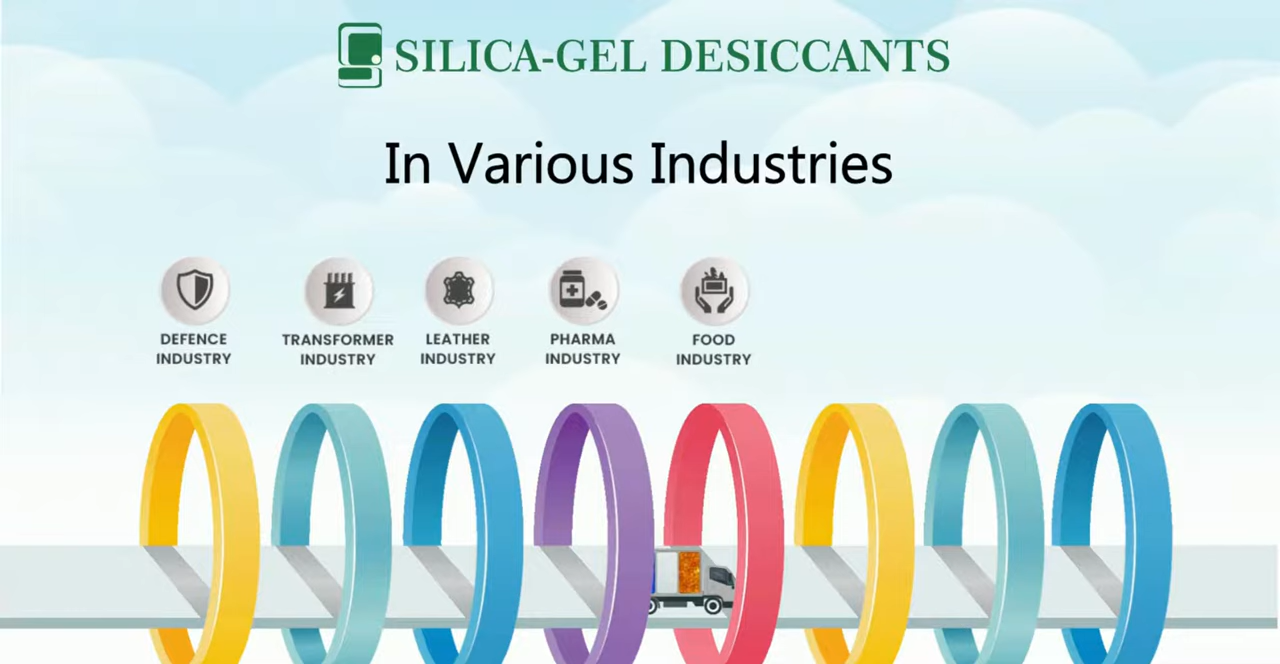 SILICA-GEL DESICCANTS
In Various Industries
DEFENCE
INDUSTRY
TRANSFORMER
INDUSTRY
LEATHER
INDUSTRY
PHARMA
INDUSTRY
FOOD
INDUSTRY